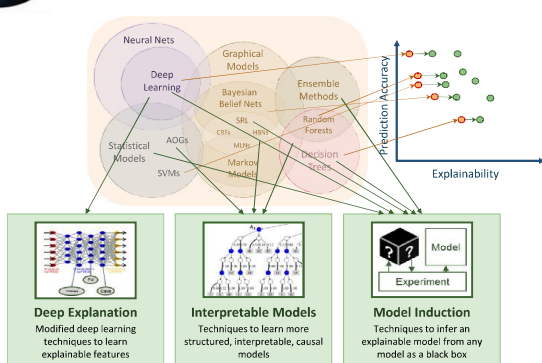 Neural Nets
Graphical
Models
Deep
Learning
Ensemble
Methods
Bayesian
Belief Nets
SRL
CRFs
HBNs
MLNs
Random
Forests
Statistical
Models
AOGs
SVMs
Markov
Models
Decision
Trees
Prediction Accuracy
Explainability
Deep Explanation
Modified deep learning
techniques to learn
explainable features
Interpretable Models
Techniques to learn more
structured, interpretable, causal
models
?
?
Model
Experiment
Model Induction
Techniques to infer an
explainable model from any
model as a black box